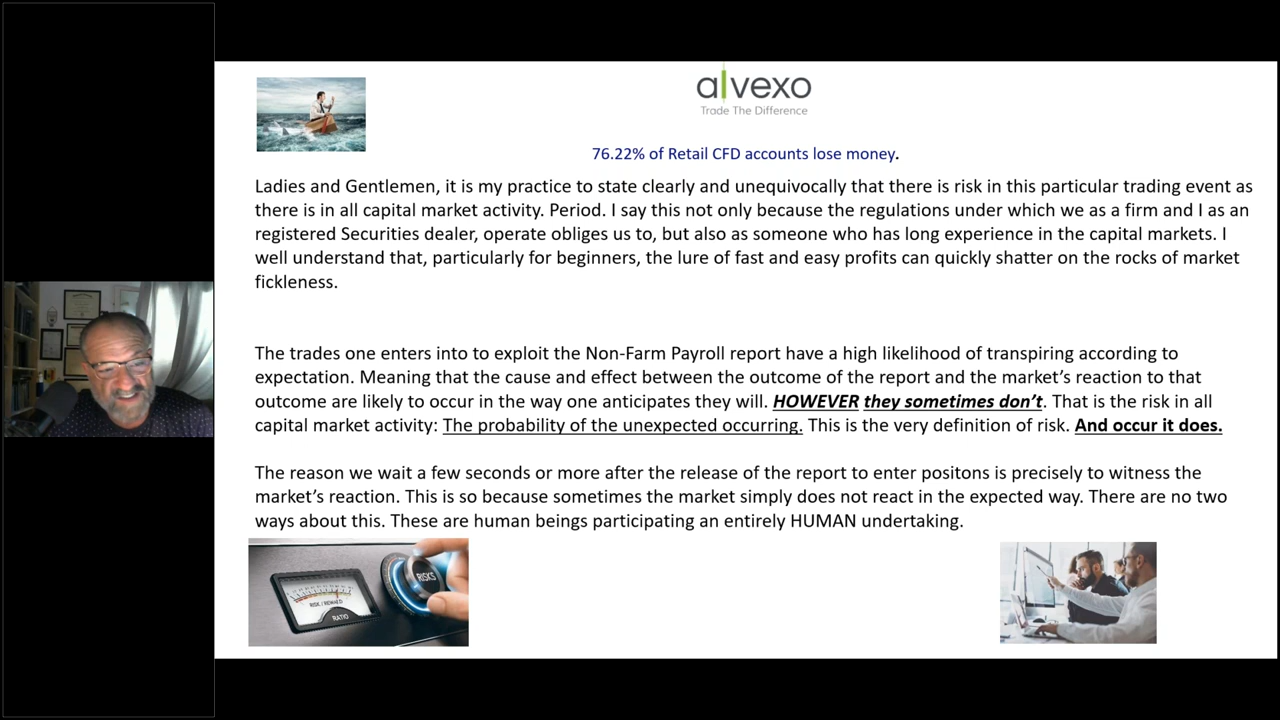 alvexo
Trade The Difference
76.22% of Retail CFD accounts lose money.
Ladies and Gentlemen, it is my practice to state clearly and unequivocally that there is risk in this particular trading event as
there is in all capital market activity. Period. I say this not only because the regulations under which we as a firm and I as an
registered Securities dealer, operate obliges us to, but also as someone who has long experience in the capital markets. I
well understand that, particularly for beginners, the lure of fast and easy profits can quickly shatter on the rocks of market
fickleness.
The trades one enters into to exploit the Non-Farm Payroll report have a high likelihood of transpiring according to
expectation. Meaning that the cause and effect between the outcome of the report and the market’s reaction to that
outcome are likely to occur in the way one anticipates they will. HOWEVER they sometimes don’t. That is the risk in all
capital market activity: The probability of the unexpected occurring. This is the very definition of risk. And occur it does.
The reason we wait a few seconds or more after the release of the report to enter positons is precisely to witness the
market’s reaction. This is so because sometimes the market simply does not react in the expected way. There are no two
ways about this. These are human beings participating an entirely HUMAN undertaking.
RISKS
RISK / REWARD
RATIO